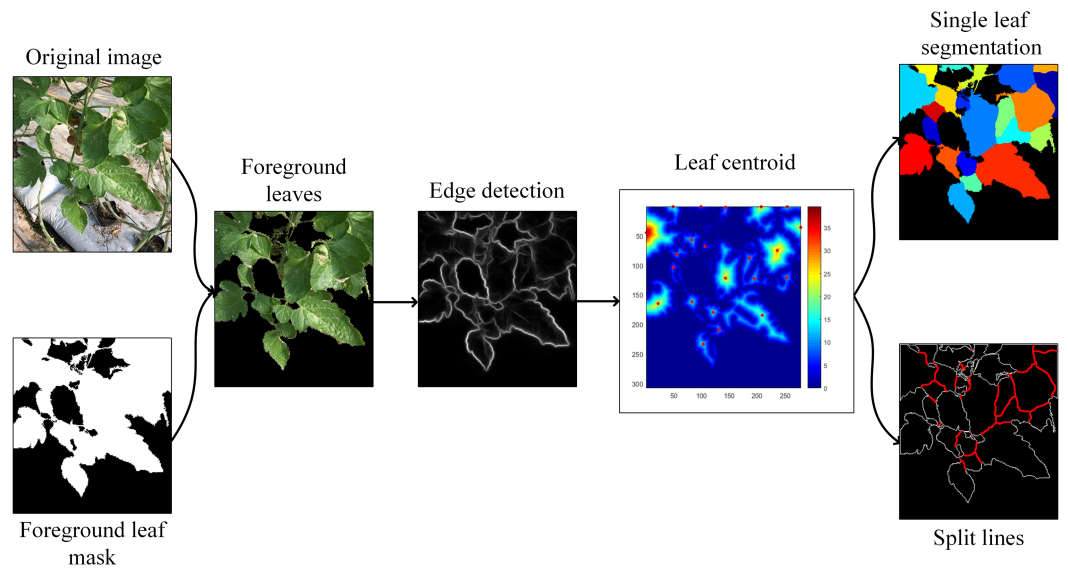 Original image
Foreground leaf
mask
Foreground
leaves
Edge detection
Leaf centroid
50
100
150
200
250
300
50 100 150 200 250
35
30
25
20
15
10
5
0
Single leaf
segmentation
Split lines